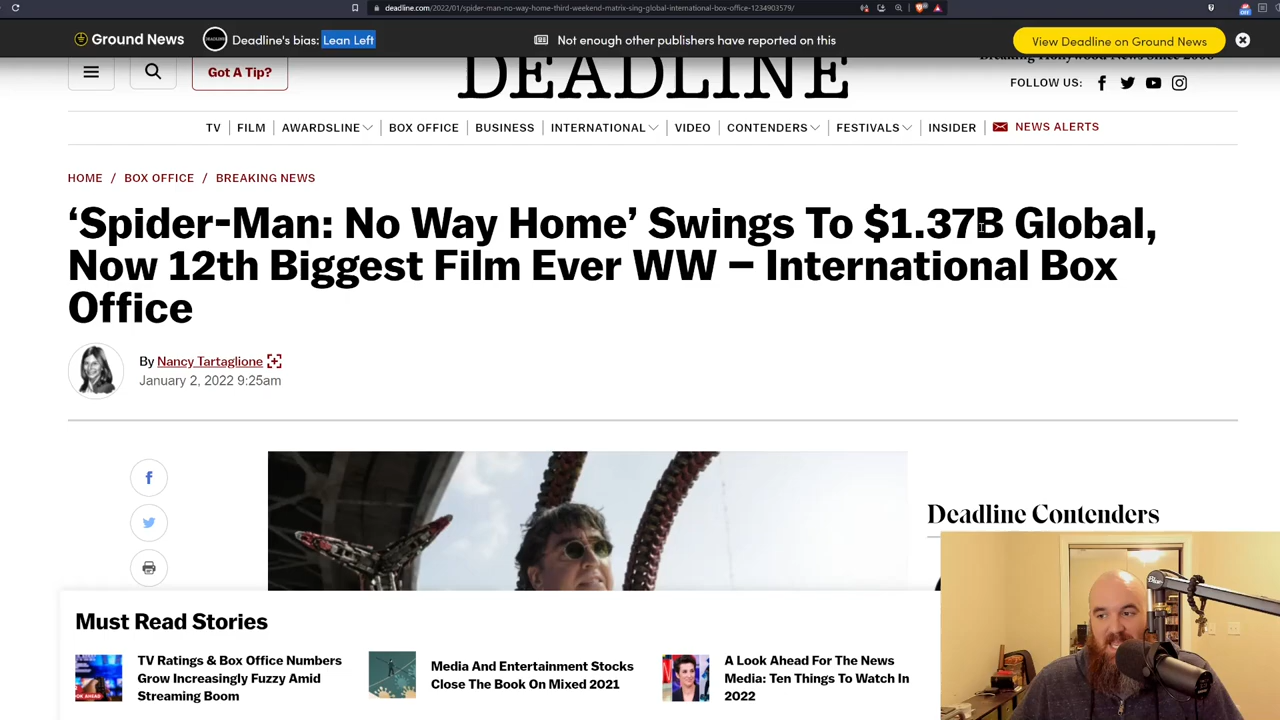 deadline.com/2022/01/spider-man-no-way-home-third-weekend-matrix-sing-global-international-box-office-1234903579/
Ground News
Deadline's bias: Lean Left
Not enough other publishers have reported on this
View Deadline on Ground News
Breaking Hollywood News Since 2006
Got A Tip?
DEADLINE
FOLLOW US:
TV
FILM
AWARDSLINE
BOX OFFICE
BUSINESS
INTERNATIONAL
VIDEO
CONTENDERS
FESTIVALS
INSIDER
NEWS ALERTS
HOME / BOX OFFICE / BREAKING NEWS
‘Spider-Man: No Way Home’ Swings To $1.37B Global,
Now 12th Biggest Film Ever WW – International Box
Office
By Nancy Tartaglione
January 2, 2022 9:25am
Deadline Contenders
Must Read Stories
TV Ratings & Box Office Numbers
Grow Increasingly Fuzzy Amid
Streaming Boom
Media And Entertainment Stocks
Close The Book On Mixed 2021
A Look Ahead For The News
Media: Ten Things To Watch In
2022